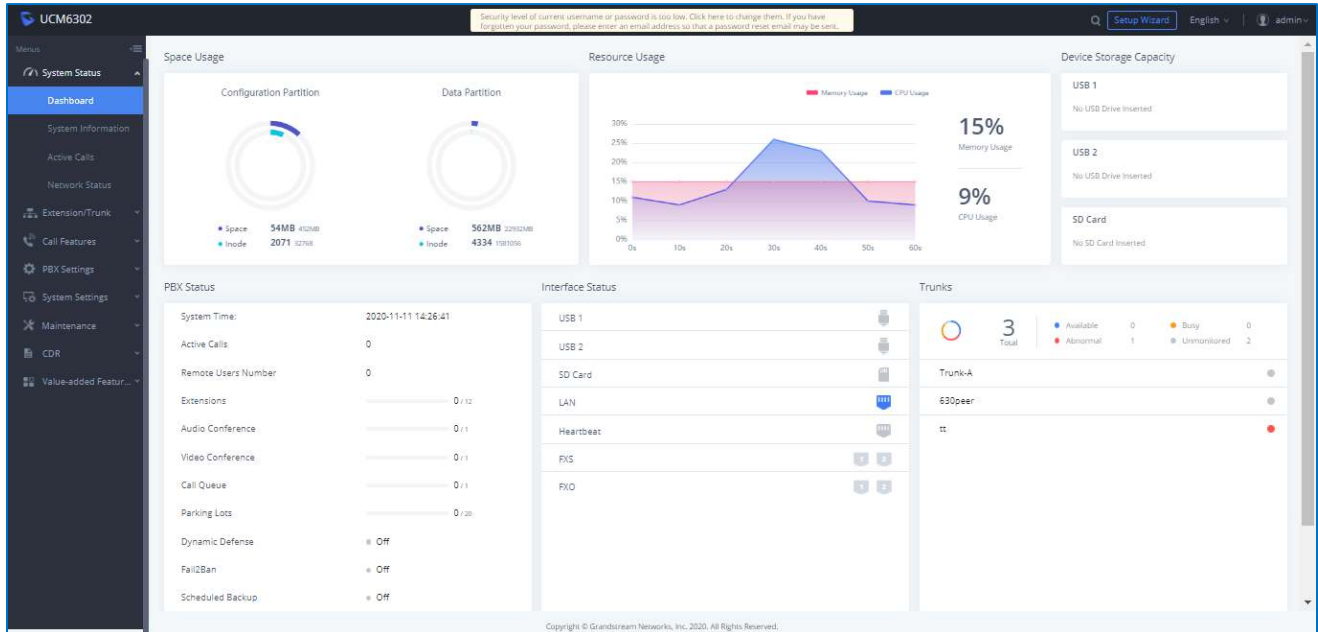 UCM6302
Security level of current username or password is too low. Click here to change them. If you have
forgotten your password, please enter an email address so that a password reset email may be sent.
Setup Wizard English admin
Menus
System Status
Dashboard
System Information
Active Calls
Network Status
Extension/Trunk
Call Features
PBX Settings
System Settings
Maintenance
CDR
Value-added Featur...
Space Usage
Configuration Partition
Space 54MB 452MB
Inode 2071 32768
Data Partition
Space 562MB 22932MB
Inode 4334 1581056
Resource Usage
Memory Usage CPU Usage
30%
25%
20%
15%
10%
5%
0%
0s 10s 20s 30s 40s 50s 60s
15%
Memory Usage
9%
CPU Usage
Device Storage Capacity
USB 1
No USB Drive Inserted
USB 2
No USB Drive Inserted
SD Card
No SD Card Inserted
PBX Status
System Time: 2020-11-11 14:26:41
Active Calls 0
Remote Users Number 0
Extensions 0 / 12
Audio Conference 0 / 1
Video Conference 0 / 1
Call Queue 0 / 1
Parking Lots 0 / 20
Dynamic Defense Off
Fail2Ban Off
Scheduled Backup Off
Interface Status
USB 1
USB 2
SD Card
LAN
Heartbeat
FXS 1 2
FXO 1 2
Trunks
3
Total
Available 0 Busy 0
Abnormal 1 Unmonitored 2
Trunk-A
630peer
tt
Copyright © Grandstream Networks, Inc. 2020. All Rights Reserved.